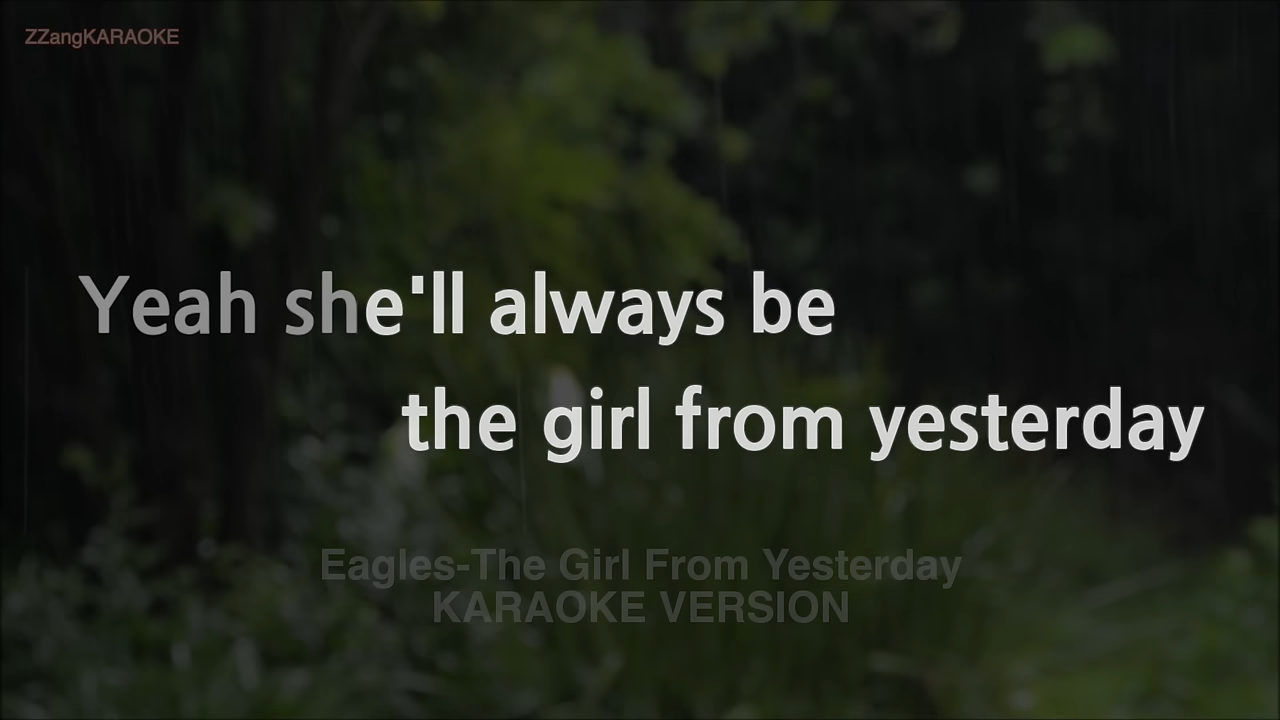 ZZangKARAOKE
Yeah she'll always be
the girl from yesterday
Eagles-The Girl From Yesterday
KARAOKE VERSION